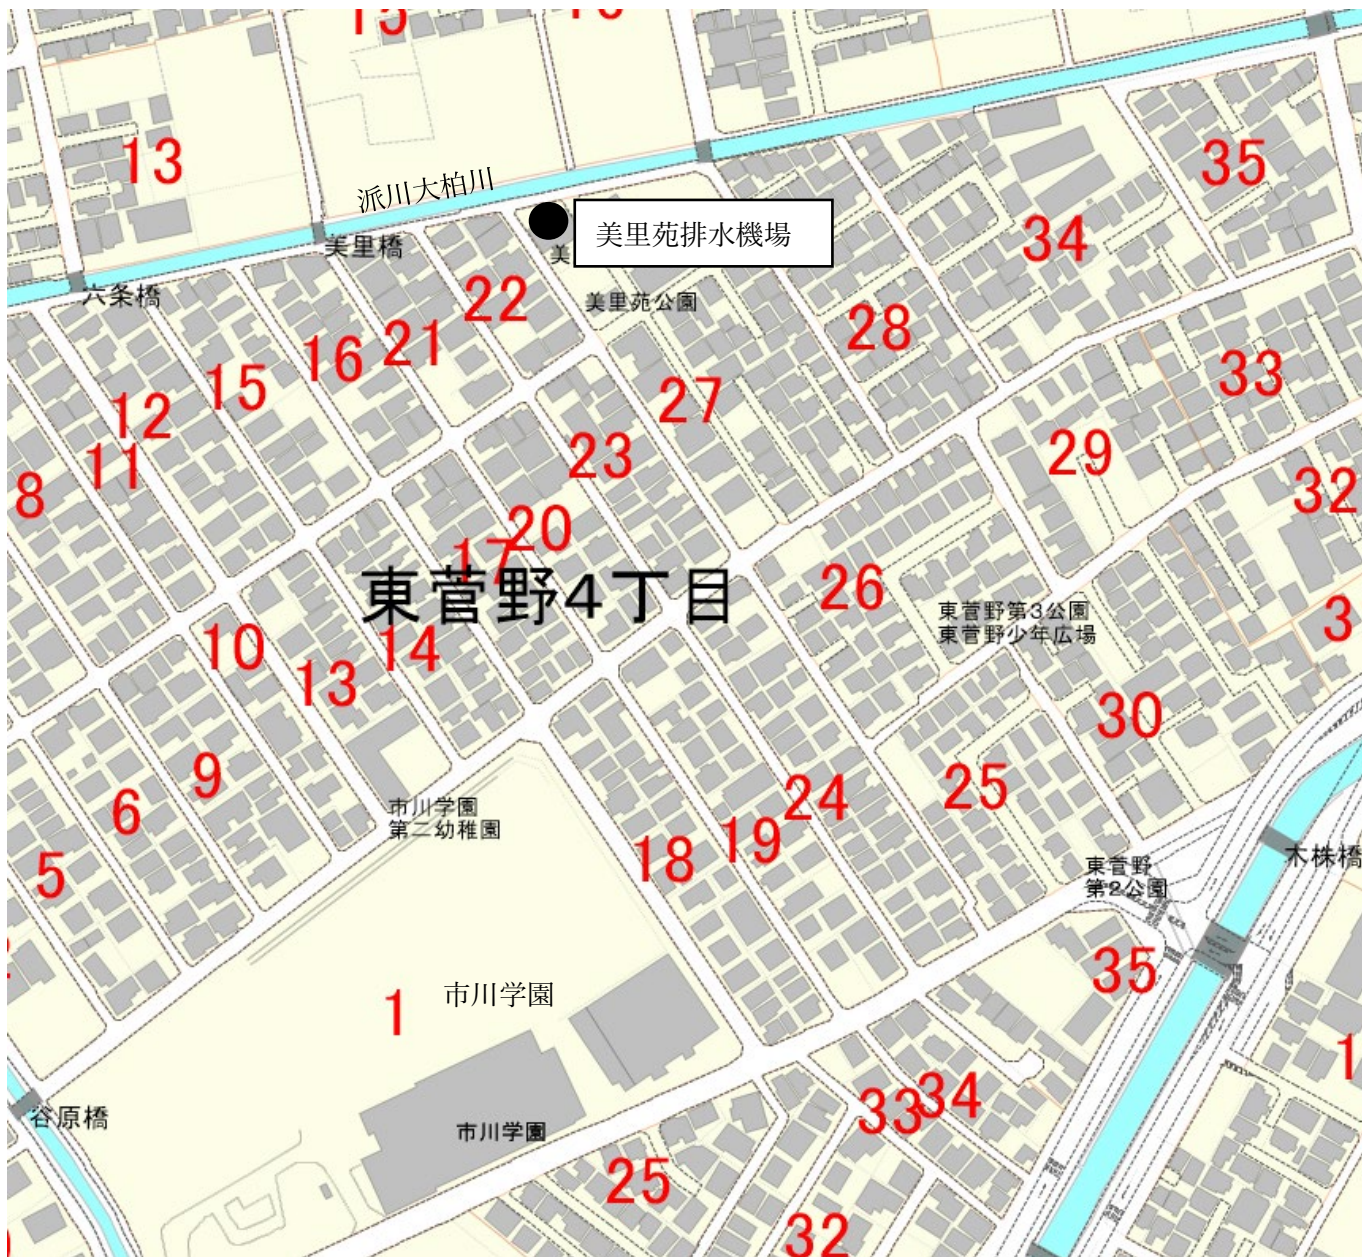 13
35
派川大柏川
34
美里苑排水機場
美里橋
美
六条橋
22
美里苑公園
28
21
16
15
33
27
12
29
23
11
32
8
20
17
東菅野4丁目
26
東菅野第3公園
東菅野少年広場
3
10
14
13
30
9
25
24
6
市川学園
第二幼稚園
19
18
木株橋
5
東菅野
第2公園
35
市川学園
1
1
34
33
谷原橋
市川学園
25
32